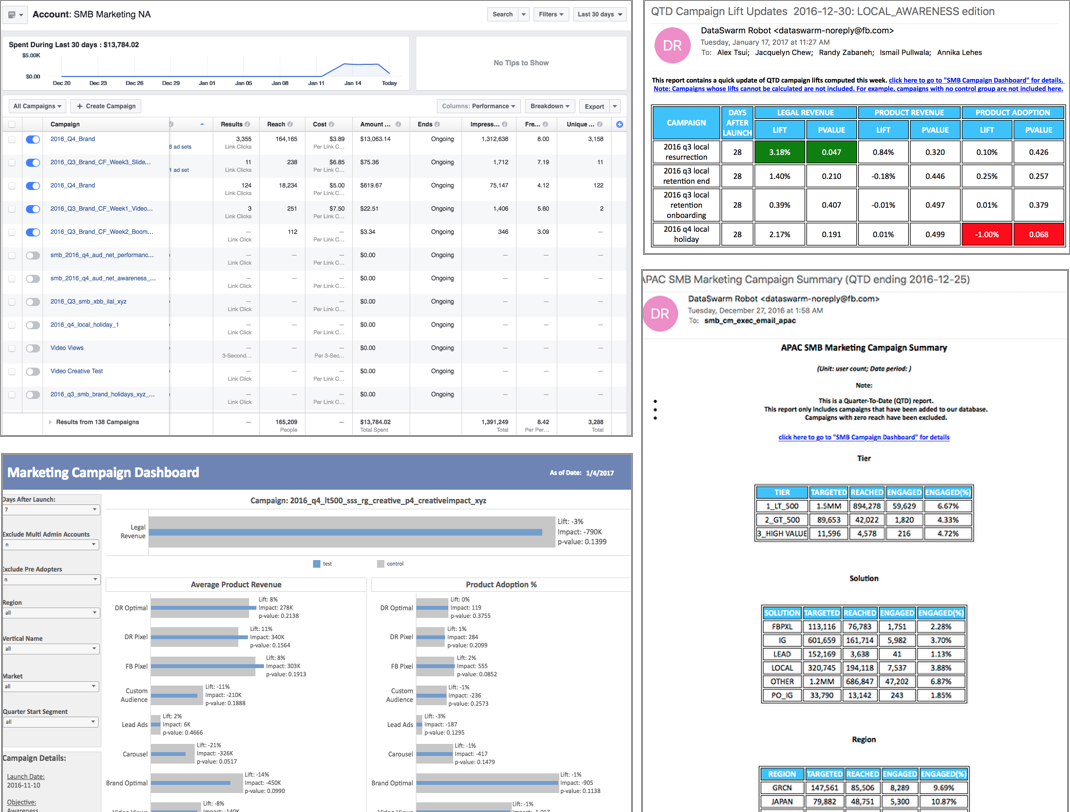 Account: SMB Marketing NA
Search Filters Last 30 days
Spent During Last 30 days : $13,784.02
$5.00K
$0.00
Dec 20 Dec 23 Dec 26 Dec 29 Jan 01 Jan 05 Jan 08 Jan 11 Jan 14 Today
No Tips to Show
All Campaigns + Create Campaign Columns: Performance Breakdown Export
Campaign Results Reach Cost Amount ... Ends Impress... Fre... Unique ...
2016_Q4_Brand 3,355 164,165 $3.89 $13,063.14 Ongoing 1,312,638 8.00 3,158
8 ad sets Link Clicks Per Link C...
2016_Q3_Brand_CF_Week3_Slide... 11 238 $6.85 $75.36 Ongoing 1,712 7.19 11
1 ad set Link Clicks Per Link C...
2016_Q4_Brand 124 18,234 $5.00 $619.67 Ongoing 75,147 4.12 122
Link Clicks Per Link C...
2016_Q3_Brand_CF_Week1_Video... 3 251 $7.50 $22.51 Ongoing 1,406 5.60 2
Link Clicks Per Link C...
2016_Q3_Brand_CF_Week2_Boom... — 112 — $3.34 Ongoing 346 3.09 —
Link Click Per Link C...
smb_2016_q4_aud_net_performanc... — — — $0.00 Ongoing — — —
Link Click Per Link C...
smb_2016_q4_aud_net_awareness_... — — — $0.00 Ongoing — — —
Link Click Per Link C...
2016_Q3_smb_xbb_llal_xyz — — — $0.00 Ongoing — — —
Link Click Per Link C...
2016_q4_local_holiday_1 — — — $0.00 Ongoing — — —
Link Click Per Link C...
Video Views — — — $0.00 Ongoing — — —
3-Second... Per 3-Sec...
Video Creative Test — — — $0.00 Ongoing — — —
Link Click Per Link C...
2016_q3_smb_brand_holidays_xyz_... — — — $0.00 Ongoing — — —
Link Click Per Link C...
Results from 138 Campaigns — 165,209 — $13,784.02 1,391,249 8.42 3,288
People Total Spent Total Per Per... Total
QTD Campaign Lift Updates 2016-12-30: LOCAL_AWARENESS edition
DR
DataSwarm Robot <dataswarm-noreply@fb.com>
Tuesday, January 17, 2017 at 11:27 AM
To: Alex Tsui; Jacquelyn Chew; Randy Zabaneh; Ismail Pullwala; Annika Lehes
This report contains a quick update of QTD campaign lifts computed this week. click here to go to "SMB Campaign Dashboard" for details.
Note: Campaigns whose lifts cannot be calculated are not included. For example, campaigns with no control group are not included here.
CAMPAIGN DAYS AFTER LAUNCH LEGAL REVENUE PRODUCT REVENUE PRODUCT ADOPTION
LIFT PVALUE LIFT PVALUE LIFT PVALUE
2016 q3 local resurrection 28 3.18% 0.047 0.84% 0.320 0.10% 0.426
2016 q3 local retention end 28 1.40% 0.210 -0.18% 0.446 0.25% 0.257
2016 q3 local retention onboarding 28 0.39% 0.407 -0.01% 0.497 0.01% 0.379
2016 q4 local holiday 28 2.17% 0.191 0.01% 0.499 -1.00% 0.068
APAC SMB Marketing Campaign Summary (QTD ending 2016-12-25)
DR
DataSwarm Robot <dataswarm-noreply@fb.com>
Tuesday, December 27, 2016 at 1:58 AM
To: smb_cm_exec_email_apac
APAC SMB Marketing Campaign Summary
(Unit: user count; Data period: )
Note:
This is a Quarter-To-Date (QTD) report.
This report only includes campaigns that have been added to our database.
Campaigns with zero reach have been excluded.
click here to go to "SMB Campaign Dashboard" for details
Tier
TIER TARGETED REACHED ENGAGED ENGAGED(%)
1_LT_500 1.5MM 894,278 59,629 6.67%
2_GT_500 89,653 42,022 1,820 4.33%
3_HIGH VALUE 11,596 4,578 216 4.72%
Solution
SOLUTION TARGETED REACHED ENGAGED ENGAGED(%)
FBPXL 113,116 76,783 1,751 2.28%
IG 601,659 161,714 5,982 3.70%
LEAD 152,169 3,638 41 1.13%
LOCAL 320,745 194,118 7,537 3.88%
OTHER 1.2MM 686,847 47,202 6.87%
PO_IG 33,790 13,142 243 1.85%
Region
REGION TARGETED REACHED ENGAGED ENGAGED(%)
GRCN 147,561 85,506 8,289 9.69%
JAPAN 79,882 48,751 5,300 10.87%
Marketing Campaign Dashboard As of Date: 1/4/2017
Days After Launch:
7
Exclude Multi Admin Accounts
n
Exclude Pre Adopters
n
Region
all
Vertical Name
all
Market
all
Quarter Start Segment
all
Campaign Details:
Launch Date:
2016-11-10
Objective:
Awareness
Campaign: 2016_q4_lt500_sss_rg_creative_p4_creativeimpact_xyz
Legal Revenue
Lift: -3%
Impact: -790K
p-value: 0.1399
test control
Average Product Revenue
DR Optimal
Lift: 8%
Impact: 278K
p-value: 0.2138
DR Pixel
Lift: 11%
Impact: 340K
p-value: 0.1564
FB Pixel
Lift: 8%
Impact: 303K
p-value: 0.1913
Custom Audience
Lift: -11%
Impact: -210K
p-value: 0.1888
Lead Ads
Lift: 2%
Impact: 6K
p-value: 0.4666
Carousel
Lift: -21%
Impact: -326K
p-value: 0.0517
Brand Optimal
Lift: -14%
Impact: -450K
p-value: 0.0990
Video Views
Lift: -8%
Impact: -140K
Product Adoption %
DR Optimal
Lift: 0%
Impact: 119
p-value: 0.3755
DR Pixel
Lift: 1%
Impact: 284
p-value: 0.2099
FB Pixel
Lift: 2%
Impact: 555
p-value: 0.0852
Custom Audience
Lift: -1%
Impact: -236
p-value: 0.2573
Lead Ads
Lift: -3%
Impact: -187
p-value: 0.1295
Carousel
Lift: -1%
Impact: -417
p-value: 0.1479
Brand Optimal
Lift: -1%
Impact: -905
p-value: 0.1138
Video Views
Lift: -1%